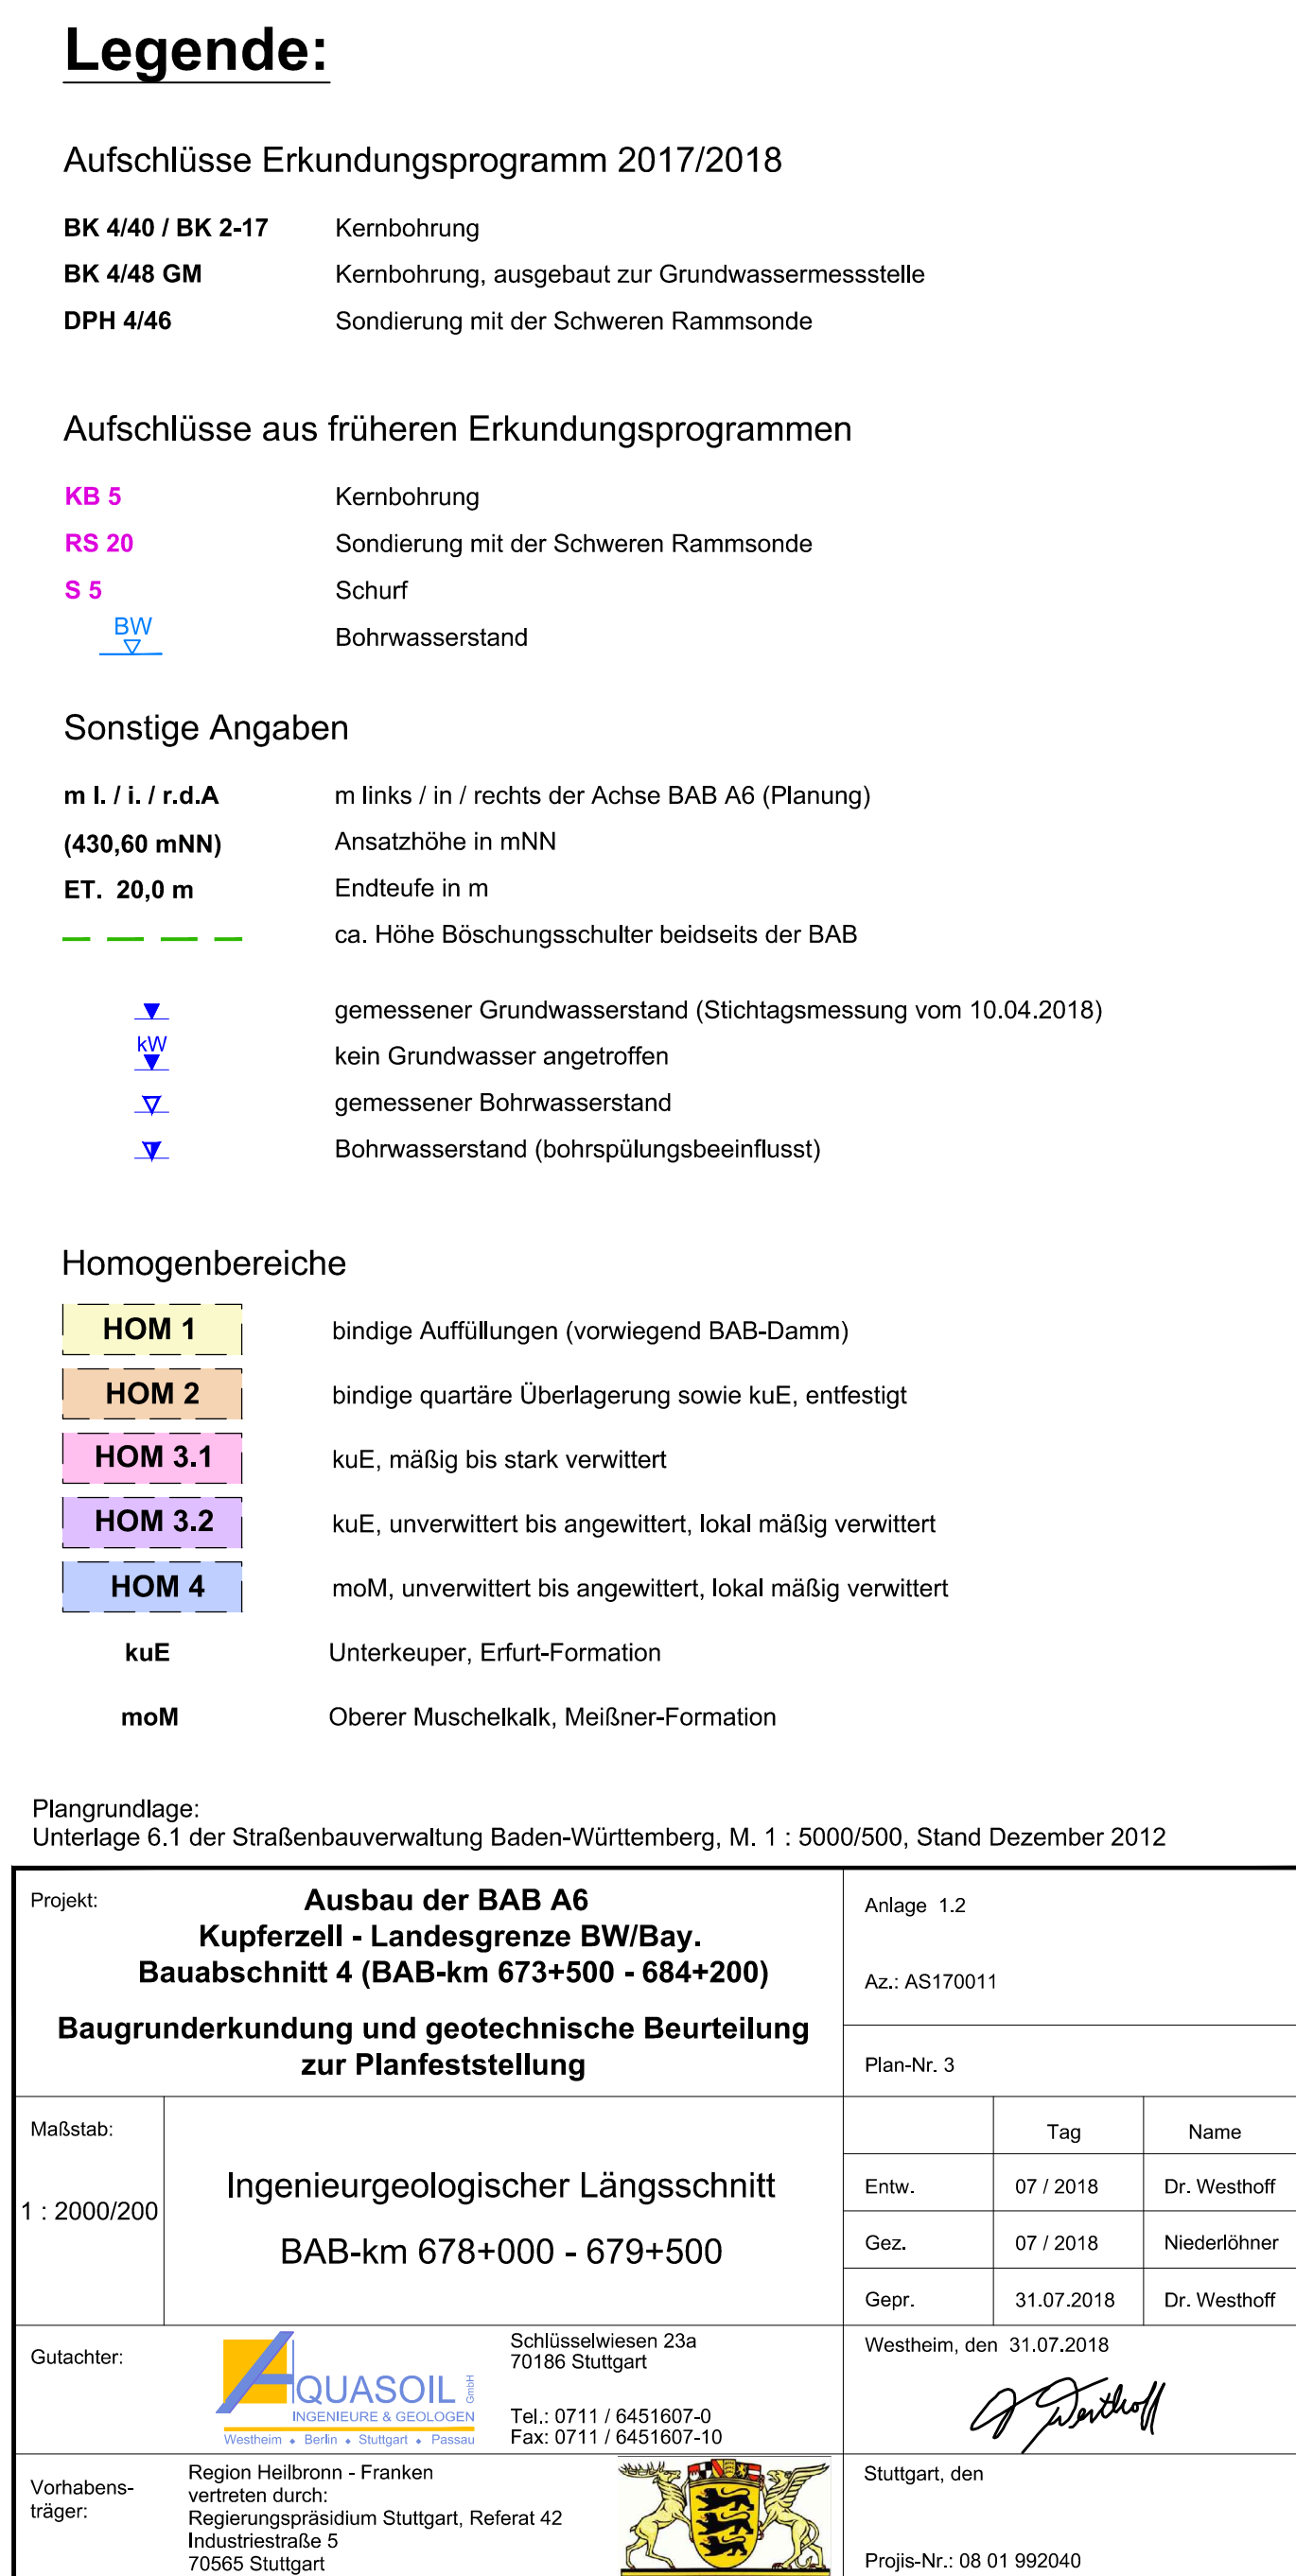 Legende:
Aufschlüsse Erkundungsprogramm 2017/2018
BK 4/40 / BK 2-17 Kernbohrung
BK 4/48 GM Kernbohrung, ausgebaut zur Grundwassermessstelle
DPH 4/46 Sondierung mit der Schweren Rammsonde
Aufschlüsse aus früheren Erkundungsprogrammen
KB 5 Kernbohrung
RS 20 Sondierung mit der Schweren Rammsonde
S 5 Schurf
BW Bohrwasserstand
Sonstige Angaben
m l. / i. / r.d.A m links / in / rechts der Achse BAB A6 (Planung)
(430,60 mNN) Ansatzhöhe in mNN
ET. 20,0 m Endteufe in m
ca. Höhe Böschungsschulter beidseits der BAB
gemessener Grundwasserstand (Stichtagsmessung vom 10.04.2018)
kW kein Grundwasser angetroffen
gemessener Bohrwasserstand
Bohrwasserstand (bohrspülungsbeeinflusst)
Homogenbereiche
HOM 1 bindige Auffüllungen (vorwiegend BAB-Damm)
HOM 2 bindige quartäre Überlagerung sowie kuE, entfestigt
HOM 3.1 kuE, mäßig bis stark verwittert
HOM 3.2 kuE, unverwittert bis angewittert, lokal mäßig verwittert
HOM 4 moM, unverwittert bis angewittert, lokal mäßig verwittert
kuE Unterkeuper, Erfurt-Formation
moM Oberer Muschelkalk, Meißner-Formation
Plangrundlage:
Unterlage 6.1 der Straßenbauverwaltung Baden-Württemberg, M. 1 : 5000/500, Stand Dezember 2012
Projekt:
Ausbau der BAB A6
Kupferzell - Landesgrenze BW/Bay.
Bauabschnitt 4 (BAB-km 673+500 - 684+200)
Baugrunderkundung und geotechnische Beurteilung
zur Planfeststellung
Anlage 1.2
Az.: AS170011
Plan-Nr. 3
Maßstab:
1 : 2000/200
Ingenieurgeologischer Längsschnitt
BAB-km 678+000 - 679+500
Tag Name
Entw. 07 / 2018 Dr. Westhoff
Gez. 07 / 2018 Niederlöhner
Gepr. 31.07.2018 Dr. Westhoff
Gutachter:
AQUASOIL GmbH
INGENIEURE & GEOLOGEN
Westheim • Berlin • Stuttgart • Passau
Schlüsselwiesen 23a
70186 Stuttgart
Tel.: 0711 / 6451607-0
Fax: 0711 / 6451607-10
Westheim, den 31.07.2018
Westhoff
Vorhabens-
träger:
Region Heilbronn - Franken
vertreten durch:
Regierungspräsidium Stuttgart, Referat 42
Industriestraße 5
70565 Stuttgart
Stuttgart, den
Projis-Nr.: 08 01 992040